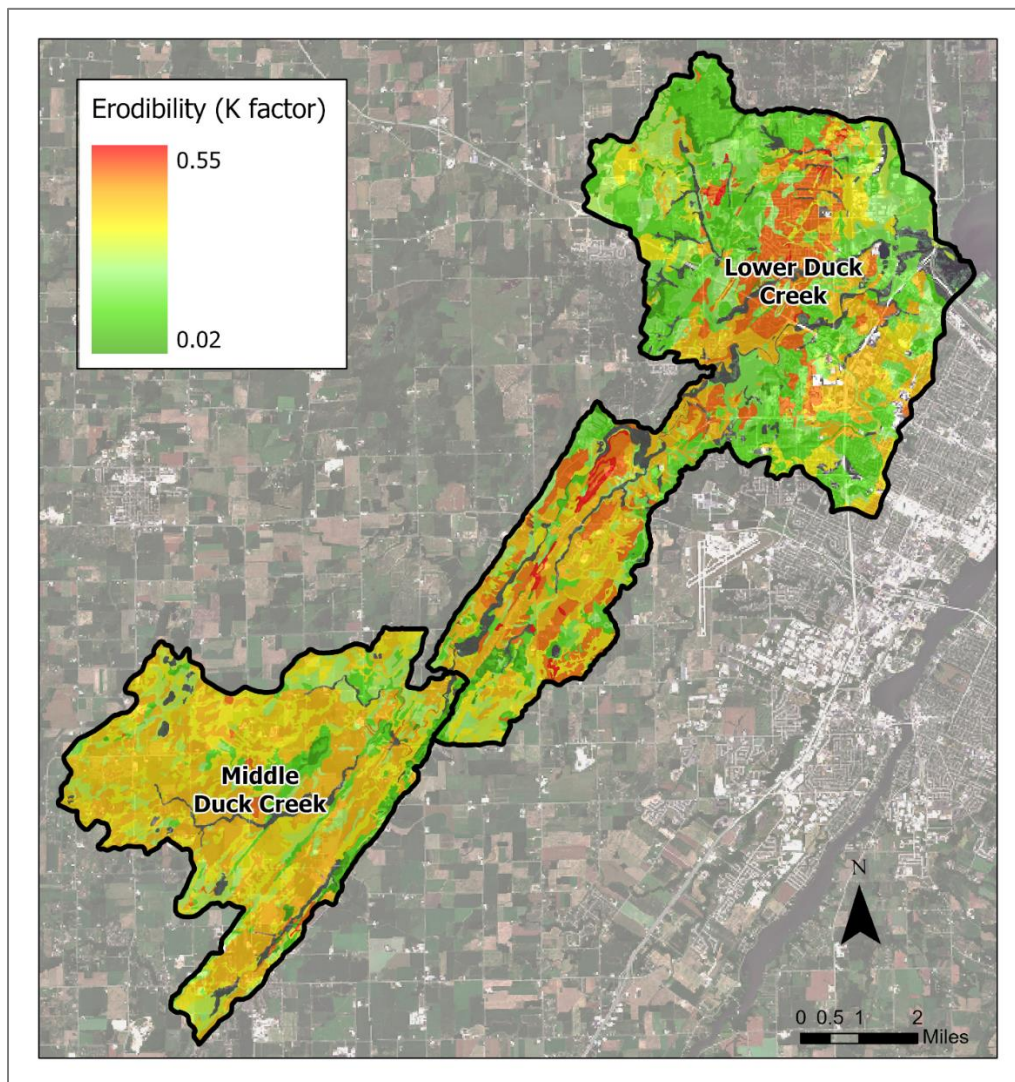 Erodibility (K factor)
0.55
0.02
Lower Duck
Creek
Middle
Duck Creek
N
0 0.5 1 2
Miles